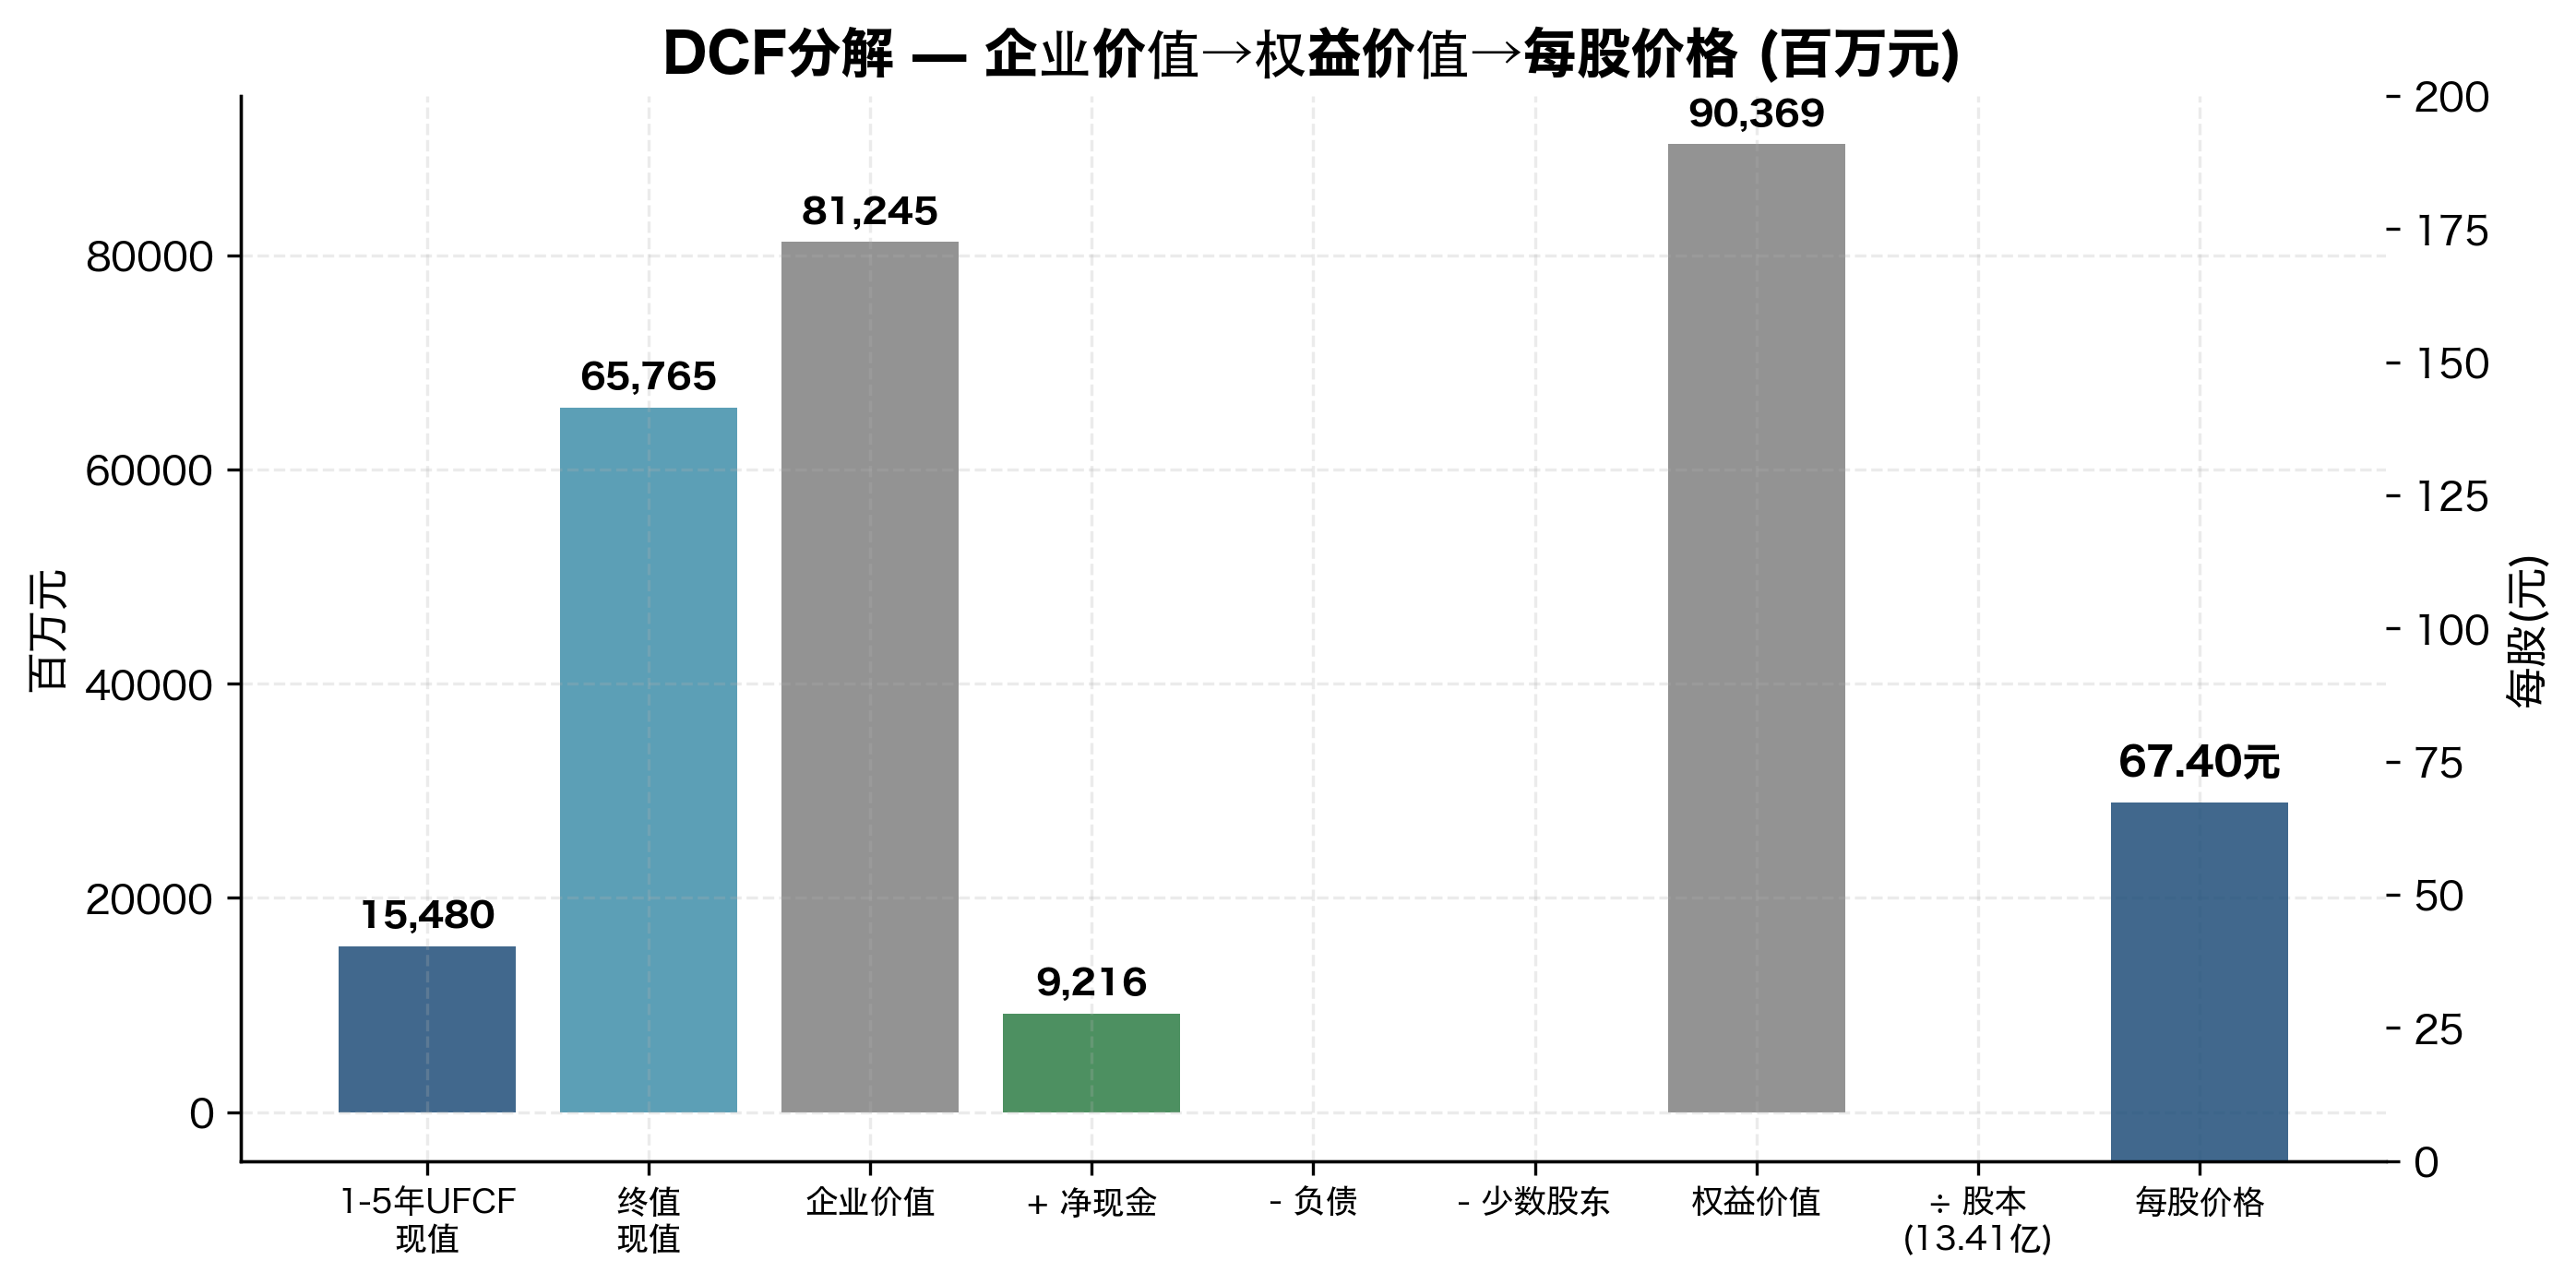 DCF分解 — 企业价值→权益价值→每股价格 (百万元)
90,369
81,245
65,765
15,480
9,216
67.40元
百万元
80000
60000
40000
20000
0
每股(元)
200
175
150
125
100
75
50
25
0
1-5年UFCF
现值
终值
现值
企业价值
+ 净现金
- 负债
- 少数股东
权益价值
÷ 股本
(13.41亿)
每股价格